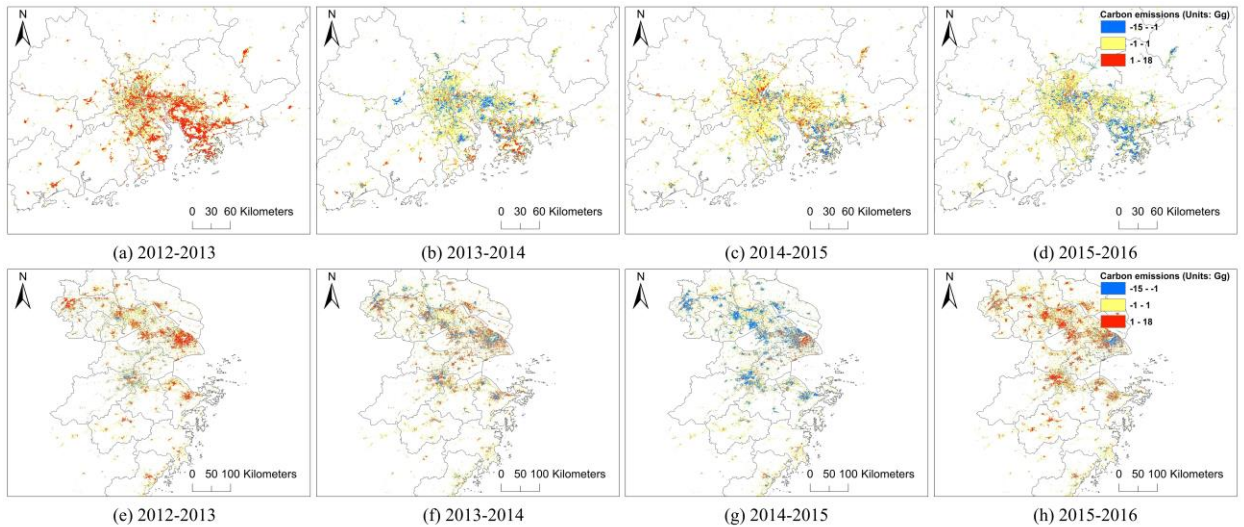 N
0 30 60 Kilometers
(a) 2012-2013
N
0 30 60 Kilometers
(b) 2013-2014
N
0 30 60 Kilometers
(c) 2014-2015
N
Carbon emissions (Units: Gg)
-15 - -1
-1 - 1
1 - 18
0 30 60 Kilometers
(d) 2015-2016
N
0 50 100 Kilometers
(e) 2012-2013
N
0 50 100 Kilometers
(f) 2013-2014
N
0 50 100 Kilometers
(g) 2014-2015
N
Carbon emissions (Units: Gg)
-15 - -1
-1 - 1
1 - 18
0 50 100 Kilometers
(h) 2015-2016